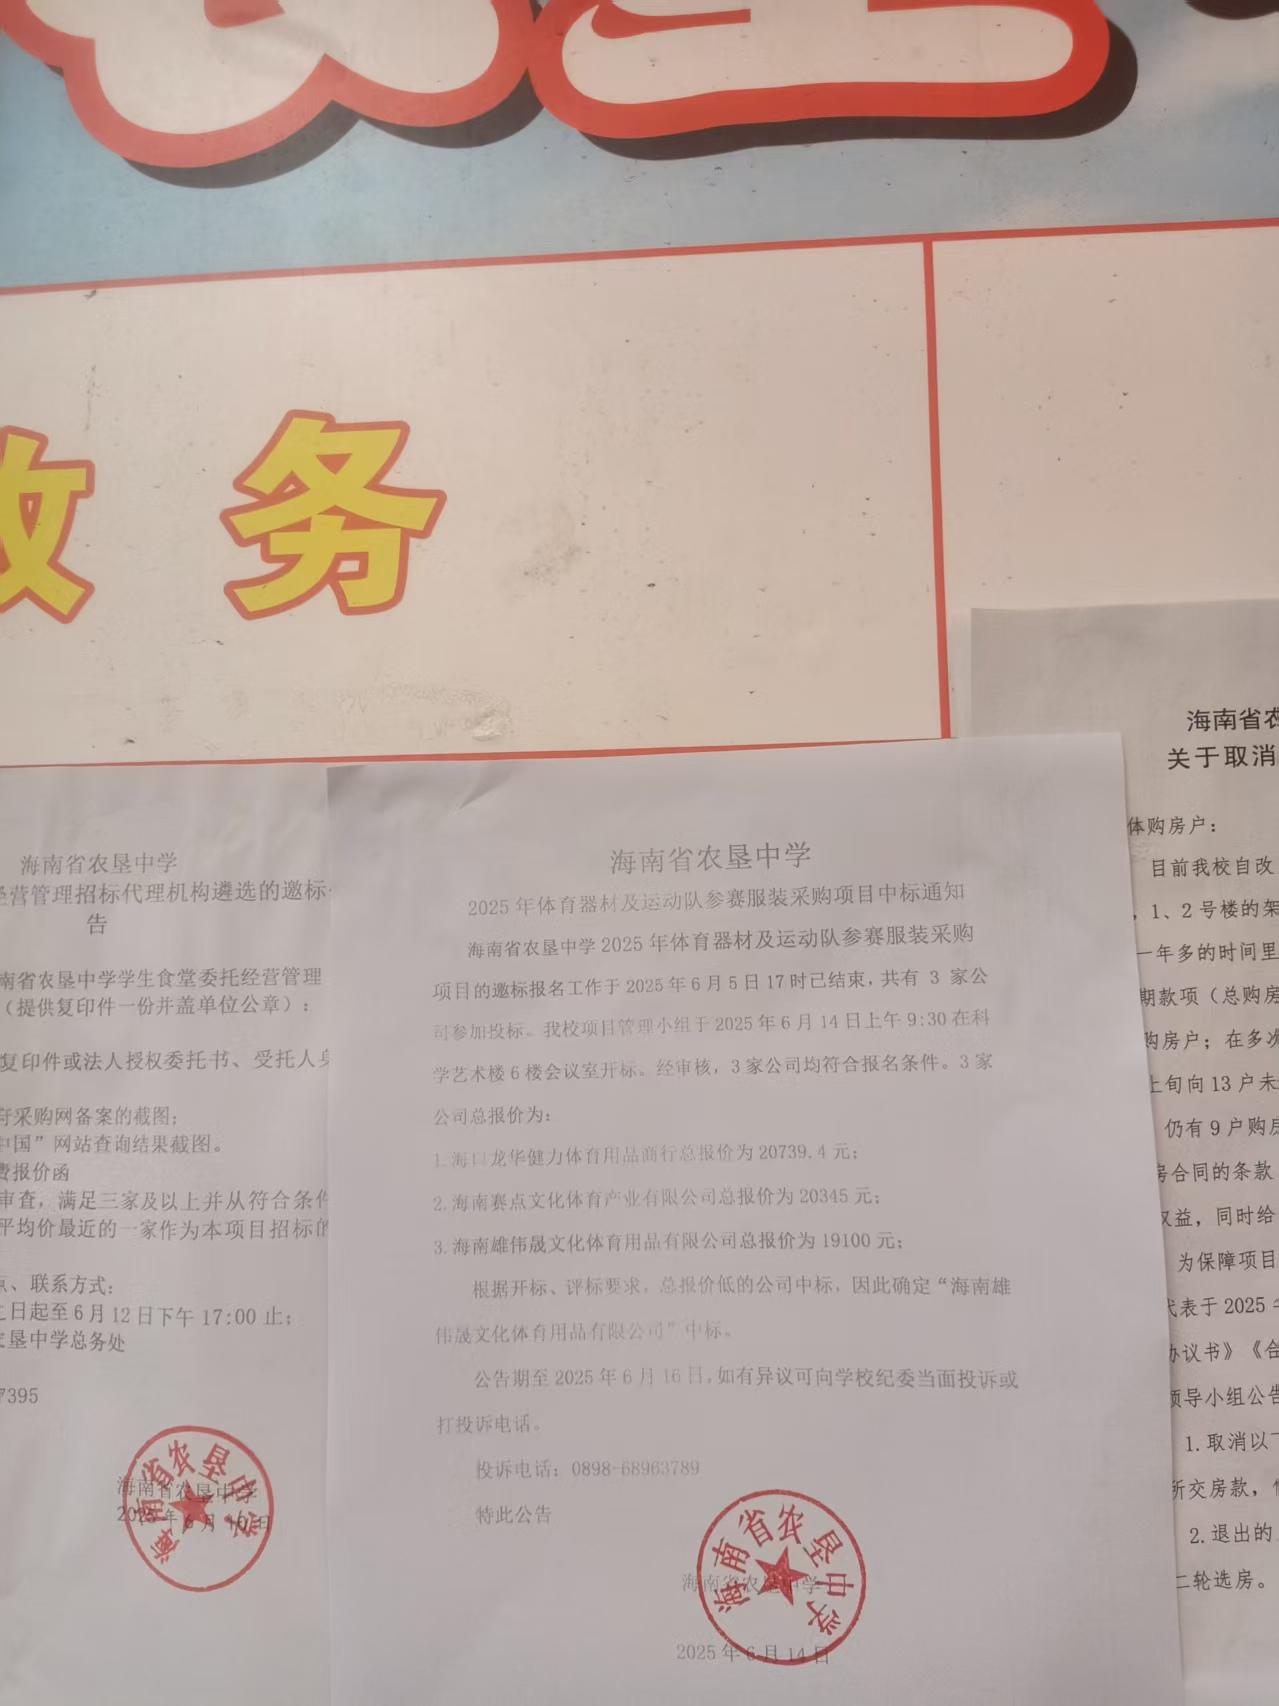 务
海南省农垦中学
经营管理招标代理机构遴选的邀标
告
南省农垦中学学生食堂委托经营管理
（提供复印件一份并盖单位公章）：
复印件或法人授权委托书、受托人身
府采购网备案的截图；
中国”网站查询结果截图。
费报价函
审查，满足三家及以上并从符合条件
平均价最近的一家作为本项目招标的
点、联系方式：
之日起至6月12日下午17:00止；
农垦中学总务处
7395
海南省农垦中学
2025年6月10日
海南省农垦中学
海南省农垦中学
2025年体育器材及运动队参赛服装采购项目中标通知
海南省农垦中学2025年体育器材及运动队参赛服装采购
项目的邀标报名工作于2025年6月5日17时已结束，共有 3 家公
司参加投标。我校项目管理小组于2025年6月14日上午9:30在科
学艺术楼6楼会议室开标。经审核，3家公司均符合报名条件。3家
公司总报价为：
1.海口龙华健力体育用品商行总报价为20739.4元；
2.海南赛点文化体育产业有限公司总报价为20345元；
3.海南雄伟晟文化体育用品有限公司总报价为19100元；
根据开标、评标要求，总报价低的公司中标，因此确定“海南雄
伟晟文化体育用品有限公司”中标。
公告期至2025年6月16日，如有异议可向学校纪委当面投诉或
打投诉电话。
投诉电话：0898-68963789
特此公告
海南省农垦中学
2025年6月14日
海南省农垦中学
海南省农
关于取消
体购房户：
目前我校自改
，1、2号楼的架
一年多的时间里
期款项（总购房
购房户；在多次
上旬向13户未
仍有9户购房
房合同的条款
权益，同时给
为保障项目
代表于2025年
协议书》《合
领导小组公告
1.取消以下
所交房款，
2.退出的
二轮选房。